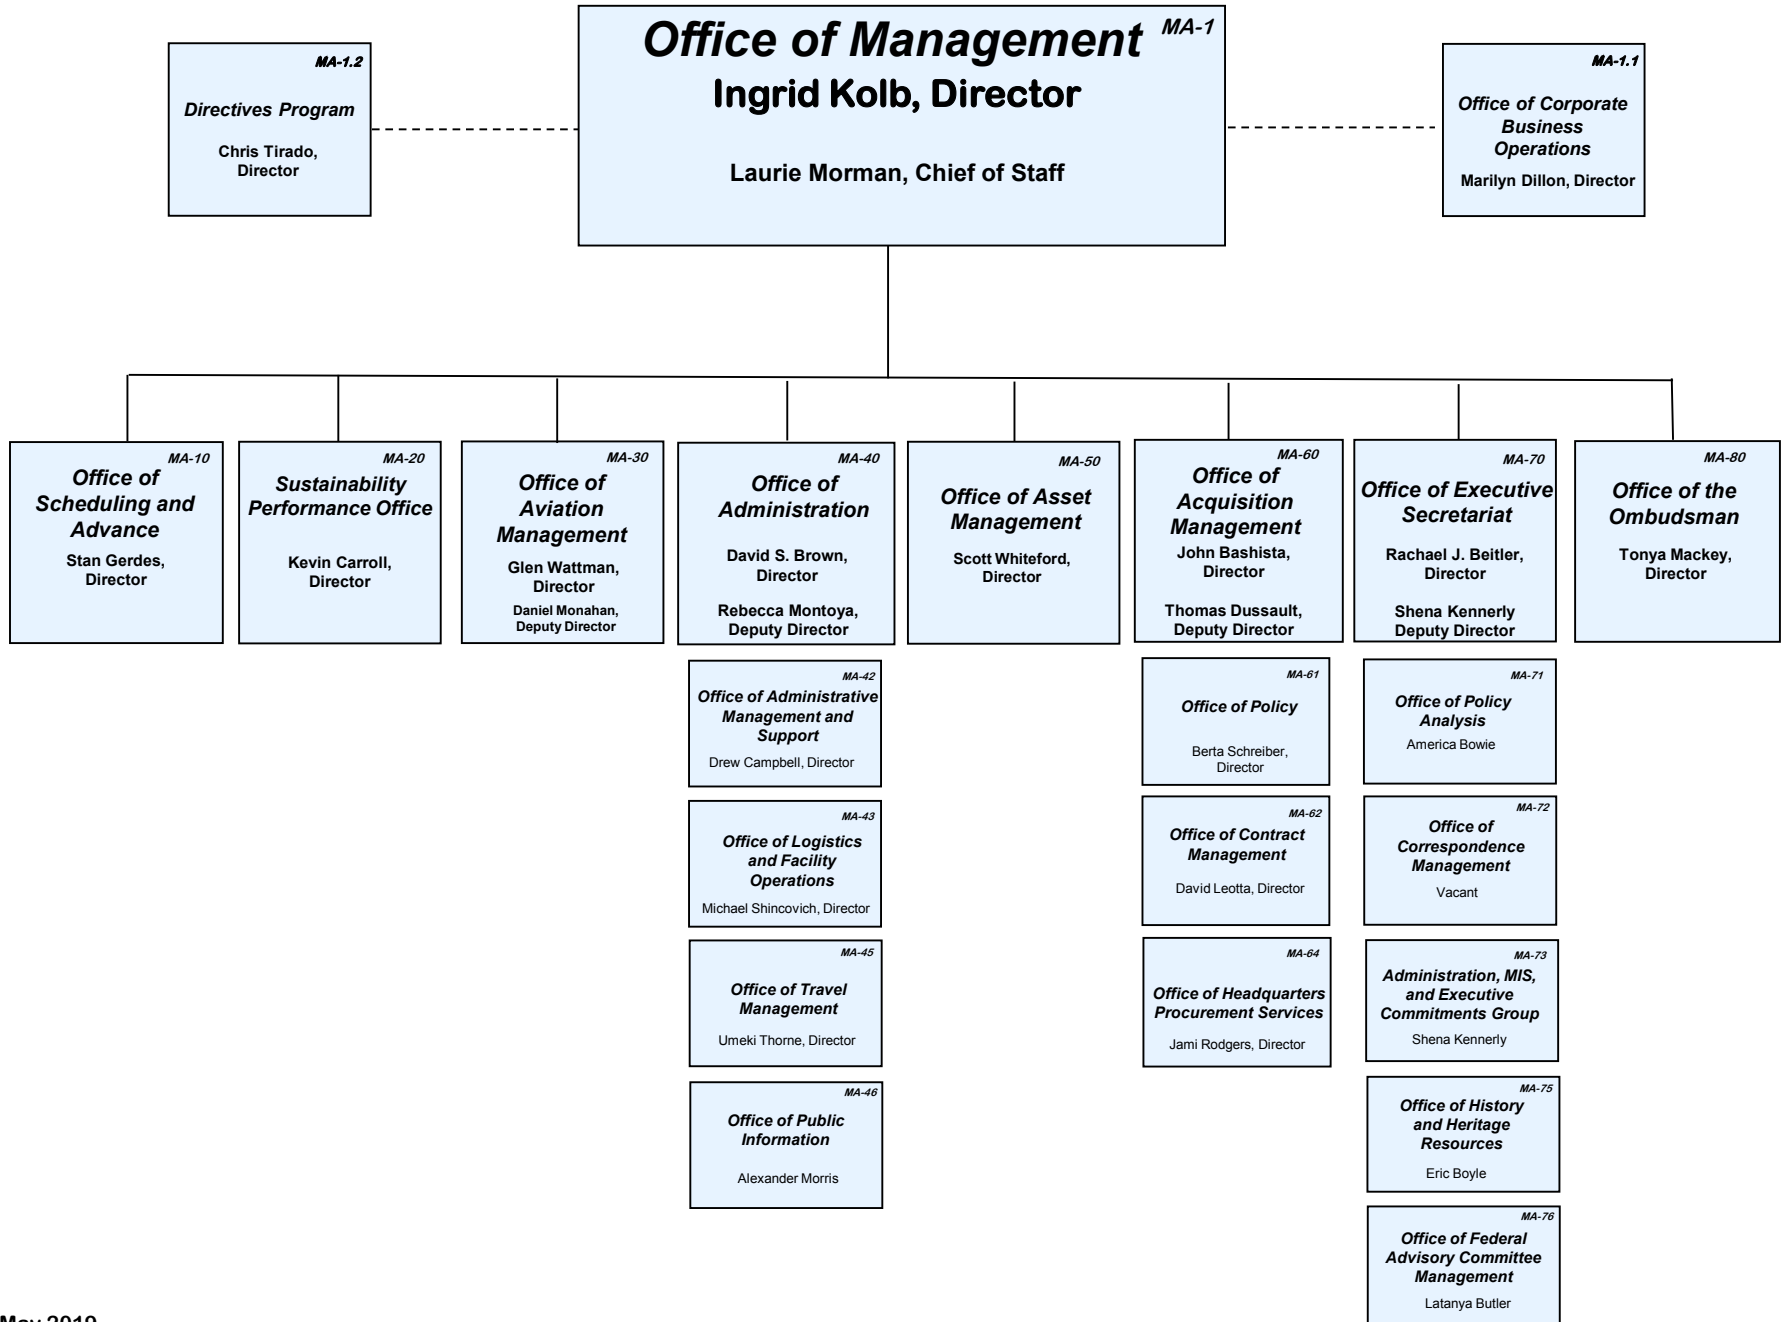 MA-1
Office of Management
Ingrid Kolb, Director
Laurie Morman, Chief of Staff
MA-1.2
Directives Program
Chris Tirado,
Director
MA-1.1
Office of Corporate
Business
Operations
Marilyn Dillon, Director
MA-10
Office of
Scheduling and
Advance
Stan Gerdes,
Director
MA-20
Sustainability
Performance Office
Kevin Carroll,
Director
MA-30
Office of
Aviation
Management
Glen Wattman,
Director
Daniel Monahan,
Deputy Director
MA-40
Office of
Administration
David S. Brown,
Director
Rebecca Montoya,
Deputy Director
MA-50
Office of Asset
Management
Scott Whiteford,
Director
MA-60
Office of
Acquisition
Management
John Bashista,
Director
Thomas Dussault,
Deputy Director
MA-70
Office of Executive
Secretariat
Rachael J. Beitler,
Director
Shena Kennerly
Deputy Director
MA-80
Office of the
Ombudsman
Tonya Mackey,
Director
MA-42
Office of Administrative
Management and
Support
Drew Campbell, Director
MA-43
Office of Logistics
and Facility
Operations
Michael Shincovich, Director
MA-45
Office of Travel
Management
Umeki Thorne, Director
MA-46
Office of Public
Information
Alexander Morris
MA-61
Office of Policy
Berta Schreiber,
Director
MA-62
Office of Contract
Management
David Leotta, Director
MA-64
Office of Headquarters
Procurement Services
Jami Rodgers, Director
MA-71
Office of Policy
Analysis
America Bowie
MA-72
Office of
Correspondence
Management
Vacant
MA-73
Administration, MIS,
and Executive
Commitments Group
Shena Kennerly
MA-75
Office of History
and Heritage
Resources
Eric Boyle
MA-76
Office of Federal
Advisory Committee
Management
Latanya Butler
May 2019